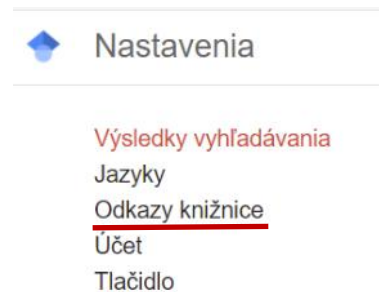 Nastavenia
Výsledky vyhľadávania
Jazyky
Odkazy knižnice
Účet
Tlačidlo